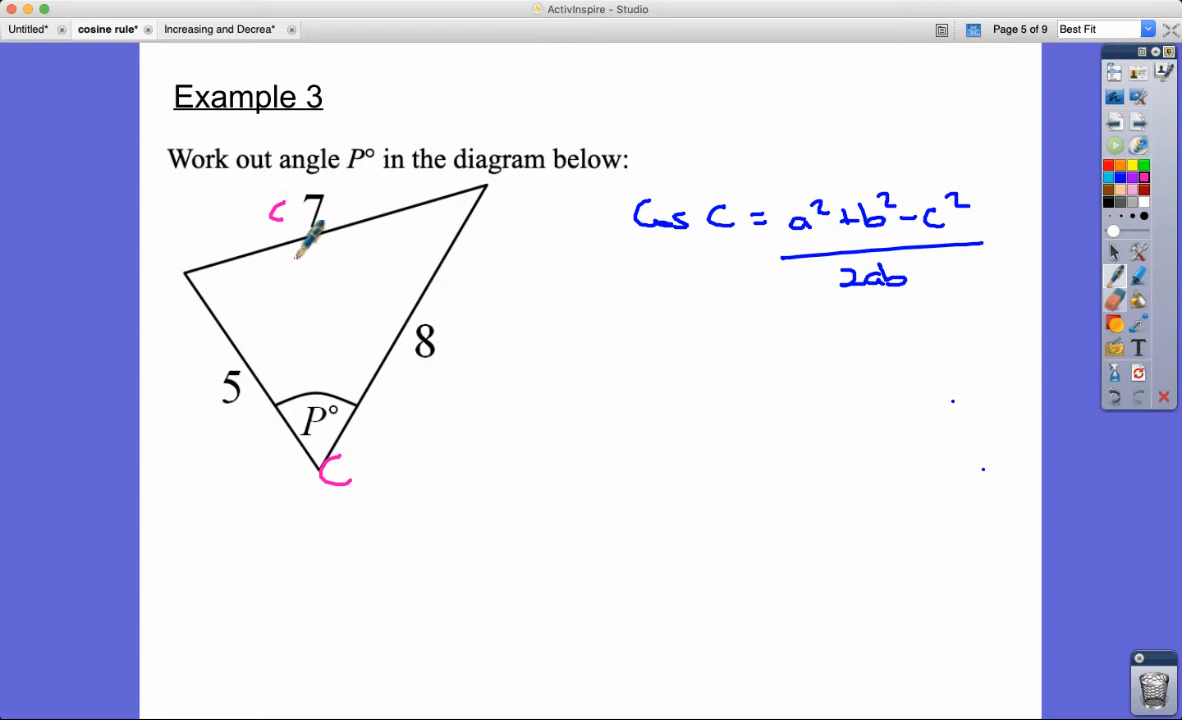 ActivInspire - Studio
Untitled* cosine rule* Increasing and Decrea* Page 5 of 9 Best Fit
Example 3
Work out angle P° in the diagram below:
c 7
Cos C = a² + b² - c²
2ab
8
5
P°
C
T